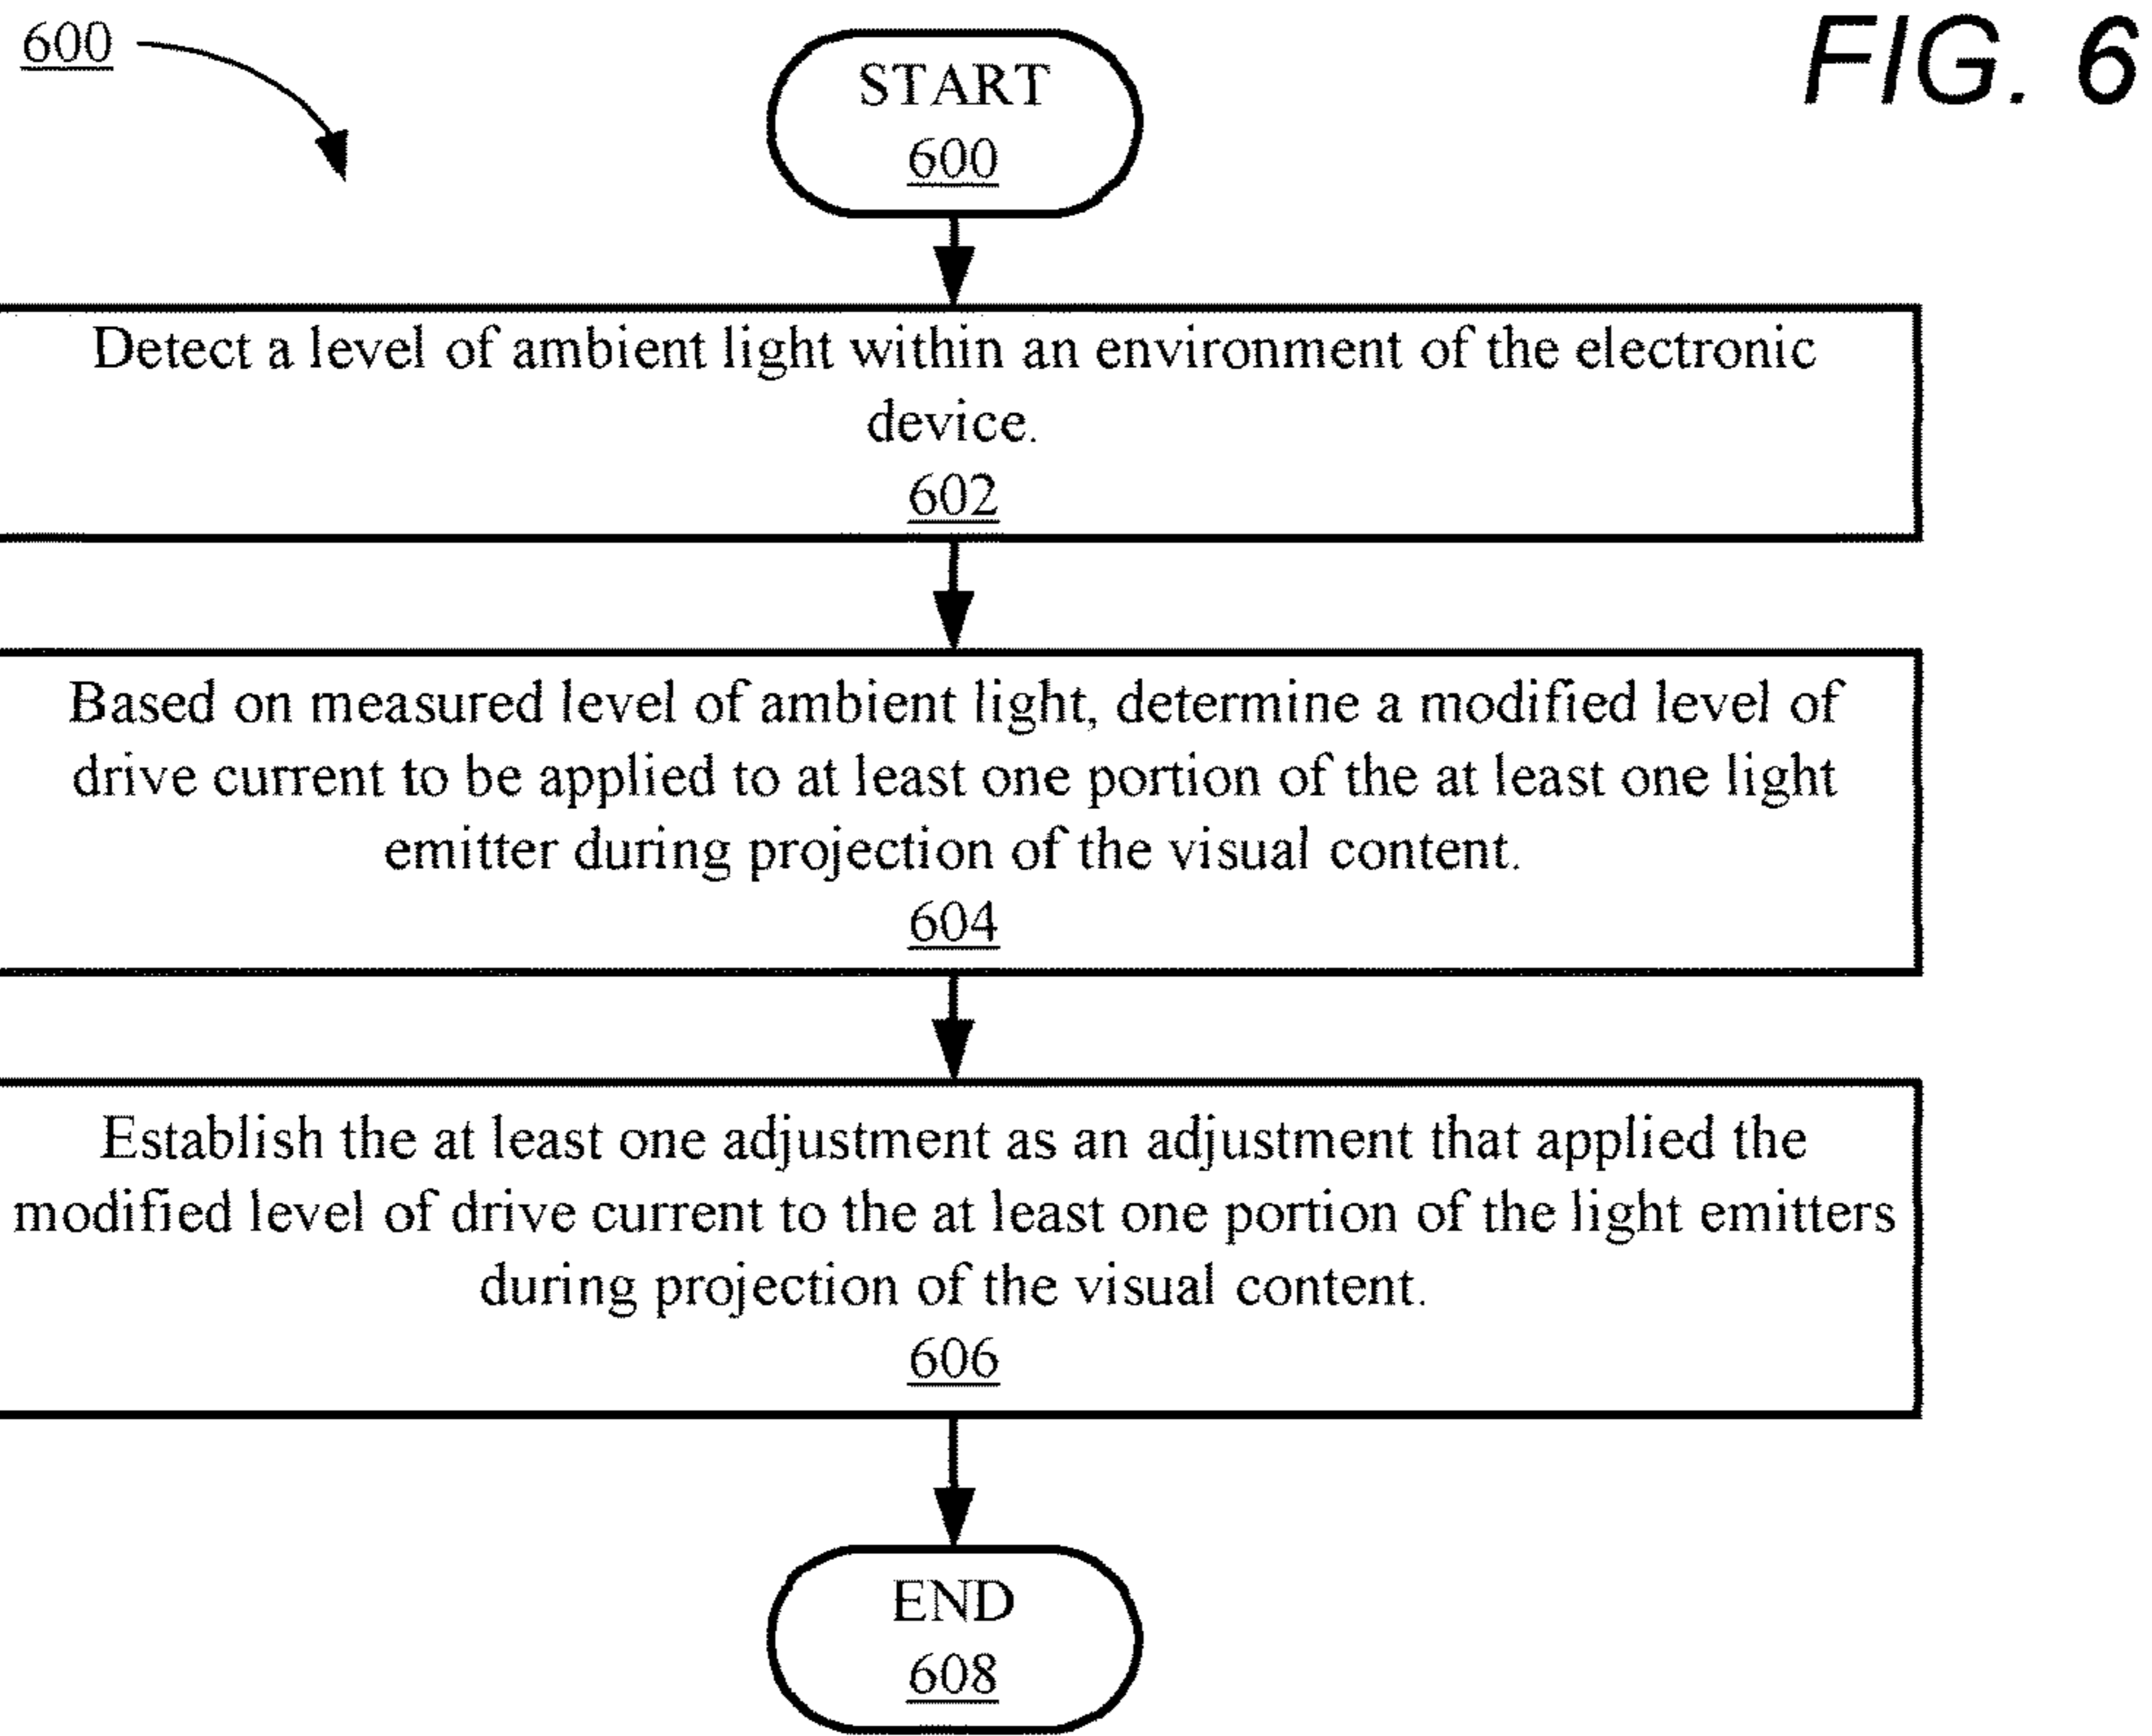 600
FIG. 6
START
600
Detect a level of ambient light within an environment of the electronic
device.
602
Based on measured level of ambient light, determine a modified level of
drive current to be applied to at least one portion of the at least one light
emitter during projection of the visual content.
604
Establish the at least one adjustment as an adjustment that applied the
modified level of drive current to the at least one portion of the light emitters
during projection of the visual content.
606
END
608